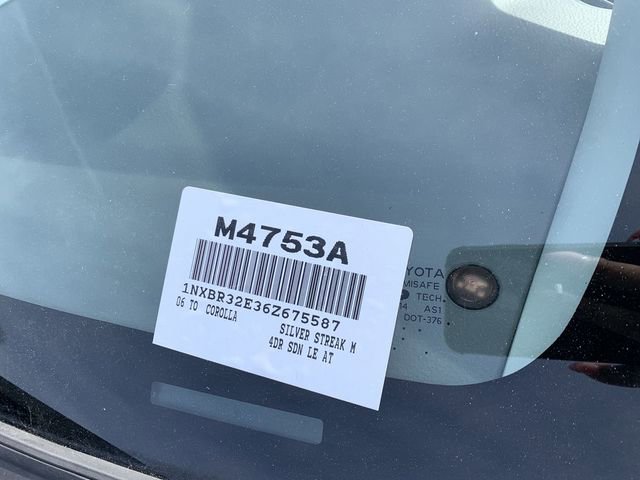 M4753A
1NXBR32E36Z675587
06 TO COROLLA
SILVER STREAK M
4DR SDN LE AT
OYOTA
MISAFE
TECH
AS1
DOT-376